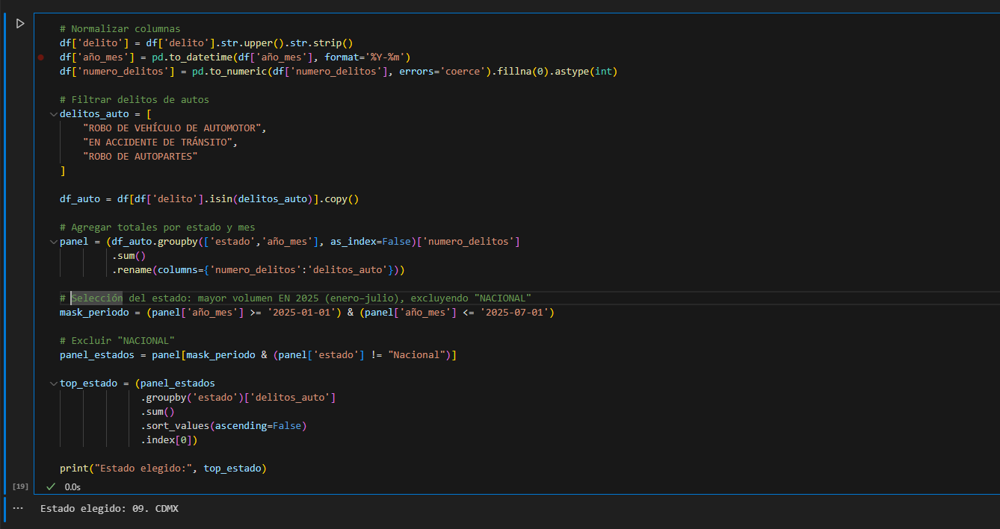 # Normalizar columnas
df['delito'] = df['delito'].str.upper().str.strip()
df['año_mes'] = pd.to_datetime(df['año_mes'], format='%Y-%m')
df['numero_delitos'] = pd.to_numeric(df['numero_delitos'], errors='coerce').fillna(0).astype(int)
# Filtrar delitos de autos
delitos_auto = [
"ROBO DE VEHÍCULO DE AUTOMOTOR",
"EN ACCIDENTE DE TRÁNSITO",
"ROBO DE AUTOPARTES"
]
df_auto = df[df['delito'].isin(delitos_auto)].copy()
# Agregar totales por estado y mes
panel = (df_auto.groupby(['estado','año_mes'], as_index=False)['numero_delitos']
.sum()
.rename(columns={'numero_delitos':'delitos_auto'}))
# Selección del estado: mayor volumen EN 2025 (enero–julio), excluyendo "NACIONAL"
mask_periodo = (panel['año_mes'] >= '2025-01-01') & (panel['año_mes'] <= '2025-07-01')
# Excluir "NACIONAL"
panel_estados = panel[mask_periodo & (panel['estado'] != "Nacional")]
top_estado = (panel_estados
.groupby('estado')['delitos_auto']
.sum()
.sort_values(ascending=False)
.index[0])
print("Estado elegido:", top_estado)
[19] 0.0s
... Estado elegido: 09. CDMX